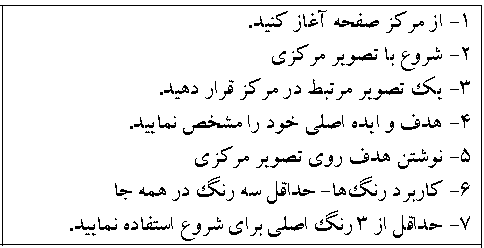 ۱- از مرکز صفحه آغاز کنید.
۲- شروع با تصویر مرکزی
۳- یک تصویر مرتبط در مرکز قرار دهید.
۴- هدف و ایده اصلی خود را مشخص نمایید.
۵- نوشتن هدف روی تصویر مرکزی
۶- کاربرد رنگ‌ها- حداقل سه رنگ در همه جا
۷- حداقل از ۳ رنگ اصلی برای شروع استفاده نمایید.